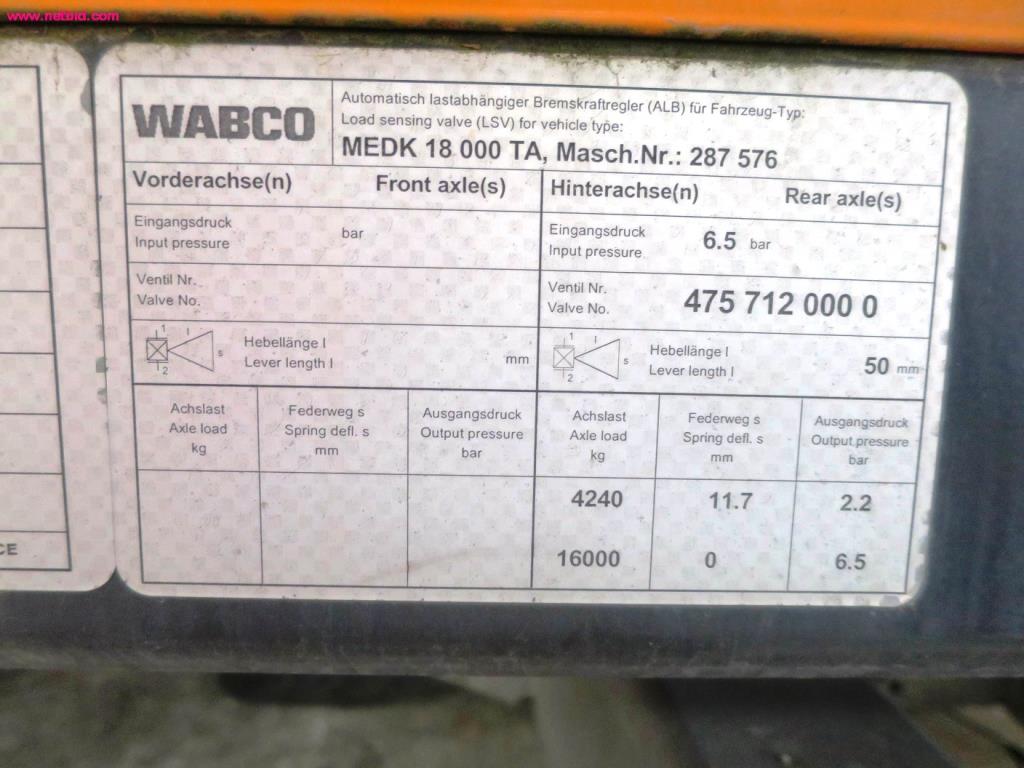 www.netbid.com
WABCO
Automatisch lastabhängiger Bremskraftregler (ALB) für Fahrzeug-Typ:
Load sensing valve (LSV) for vehicle type:
MEDK 18 000 TA, Masch.Nr.: 287 576
Vorderachse(n) Front axle(s) Hinterachse(n) Rear axle(s)
Eingangsdruck
Input pressure bar
Eingangsdruck
Input pressure 6.5 bar
Ventil Nr.
Valve No.
Ventil Nr.
Valve No. 475 712 000 0
1 l s 2
Hebellänge l
Lever length l mm
1 l s 2
Hebellänge l
Lever length l 50 mm
Achslast Federweg s Ausgangsdruck Achslast Federweg s Ausgangsdruck
Axle load Spring defl. s Output pressure Axle load Spring defl. s Output pressure
kg mm bar kg mm bar
4240 11.7 2.2
16000 0 6.5
CE